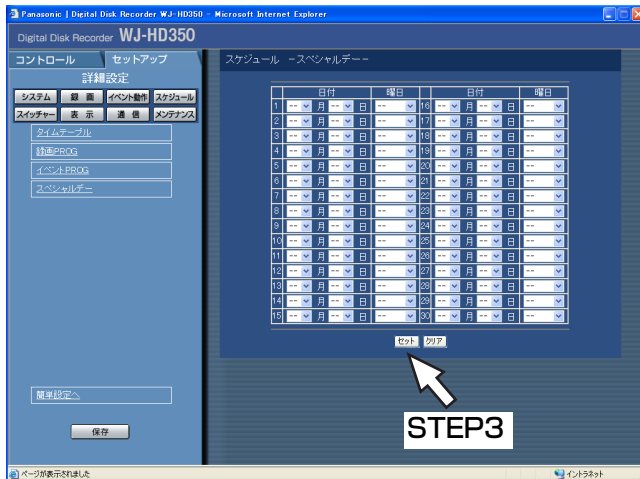 Panasonic | Digital Disk Recorder WJ-HD350 - Microsoft Internet Explorer
Digital Disk Recorder WJ-HD350
コントロール セットアップ
詳細設定
システム 録画 イベント動作 スケジュール
スイッチャー 表示 通信 メンテナンス
タイムテーブル
録画PROG
イベントPROG
スペシャルデー
簡単設定へ
保存
スケジュール −スペシャルデー−
日付 曜日 日付 曜日
1 -- 月 -- 日 -- 16 -- 月 -- 日 --
2 -- 月 -- 日 -- 17 -- 月 -- 日 --
3 -- 月 -- 日 -- 18 -- 月 -- 日 --
4 -- 月 -- 日 -- 19 -- 月 -- 日 --
5 -- 月 -- 日 -- 20 -- 月 -- 日 --
6 -- 月 -- 日 -- 21 -- 月 -- 日 --
7 -- 月 -- 日 -- 22 -- 月 -- 日 --
8 -- 月 -- 日 -- 23 -- 月 -- 日 --
9 -- 月 -- 日 -- 24 -- 月 -- 日 --
10 -- 月 -- 日 -- 25 -- 月 -- 日 --
11 -- 月 -- 日 -- 26 -- 月 -- 日 --
12 -- 月 -- 日 -- 27 -- 月 -- 日 --
13 -- 月 -- 日 -- 28 -- 月 -- 日 --
14 -- 月 -- 日 -- 29 -- 月 -- 日 --
15 -- 月 -- 日 -- 30 -- 月 -- 日 --
セット クリア
STEP3
ページが表示されました イントラネット